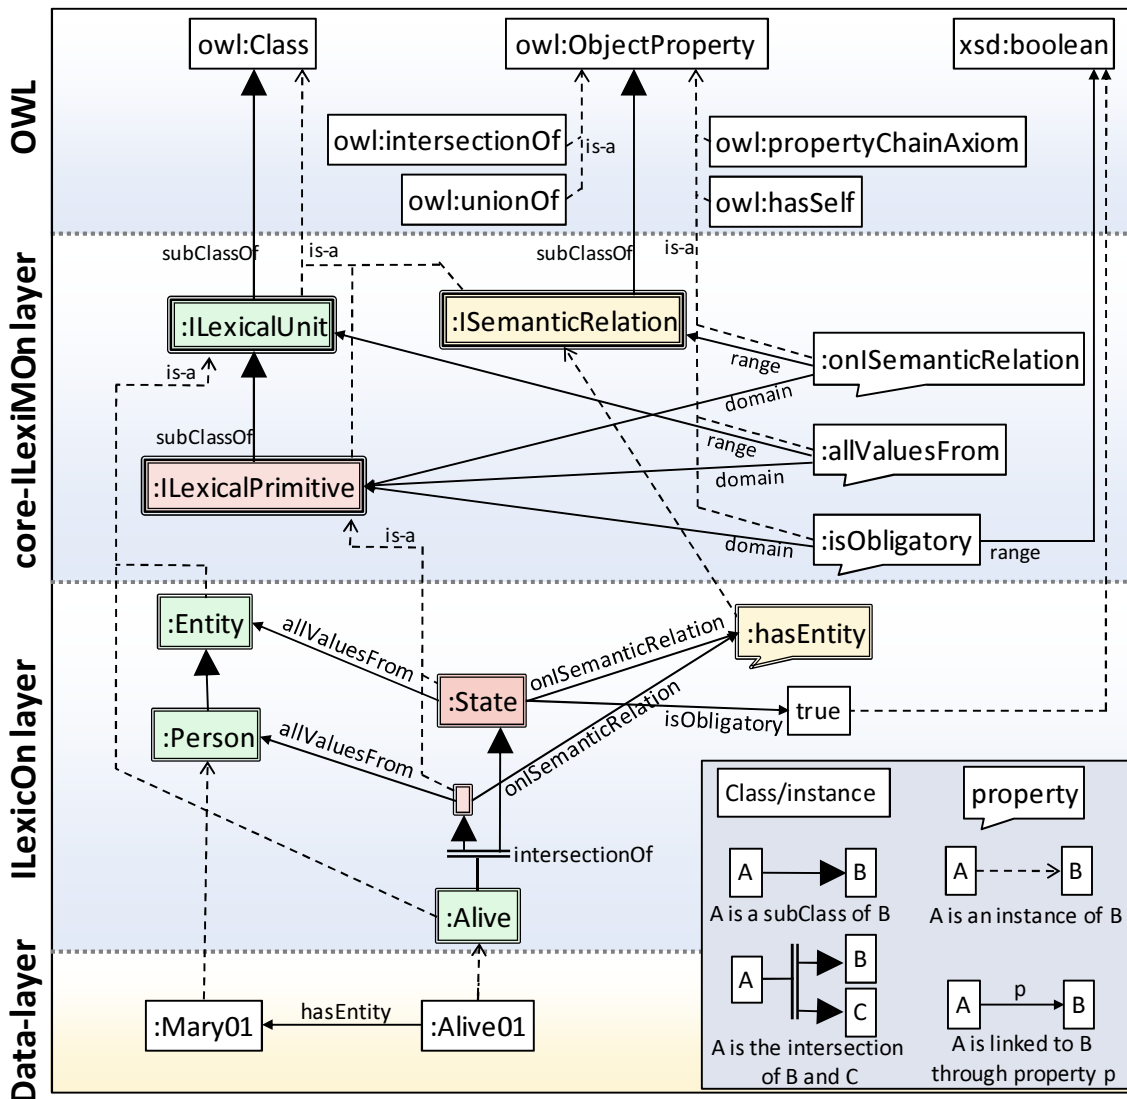 OWL
owl:Class
owl:ObjectProperty
xsd:boolean
owl:intersectionOf
is-a
owl:propertyChainAxiom
owl:unionOf
owl:hasSelf
core-ILexiMOn layer
subClassOf
is-a
subClassOf
is-a
:ILexicalUnit
:ISemanticRelation
:onISemanticRelation
range
is-a
domain
subClassOf
range
:allValuesFrom
:ILexicalPrimitive
domain
is-a
domain
:isObligatory
range
ILexicOn layer
:Entity
allValuesFrom
onISemanticRelation
:hasEntity
:State
isObligatory
true
:Person
allValuesFrom
onISemanticRelation
intersectionOf
:Alive
Class/instance
property
A
B
A
B
A is a subClass of B
A is an instance of B
A
B
C
A
p
B
A is the intersection
of B and C
A is linked to B
through property p
Data-layer
:Mary01
hasEntity
:Alive01